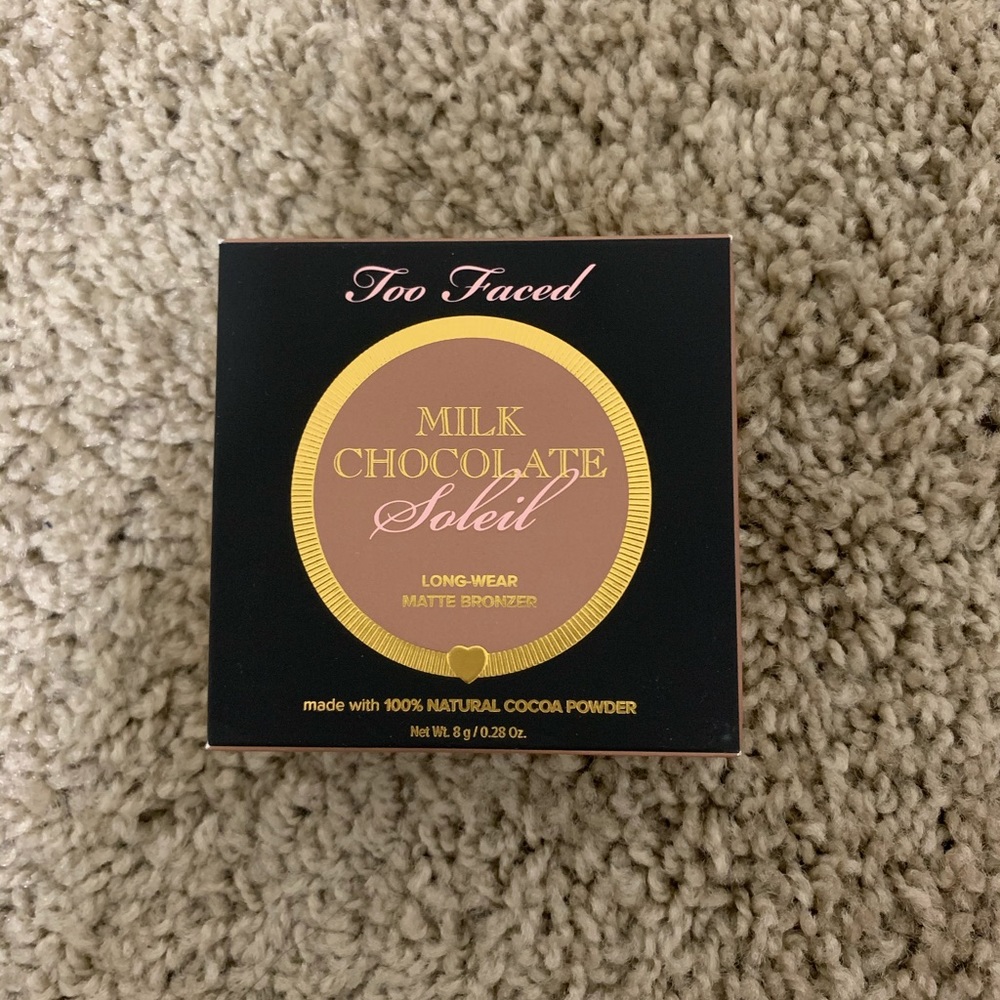 Too Faced
MILK
CHOCOLATE
Soleil
LONG-WEAR
MATTE BRONZER
made with 100% NATURAL COCOA POWDER
Net Wt. 8 g / 0.28 Oz.